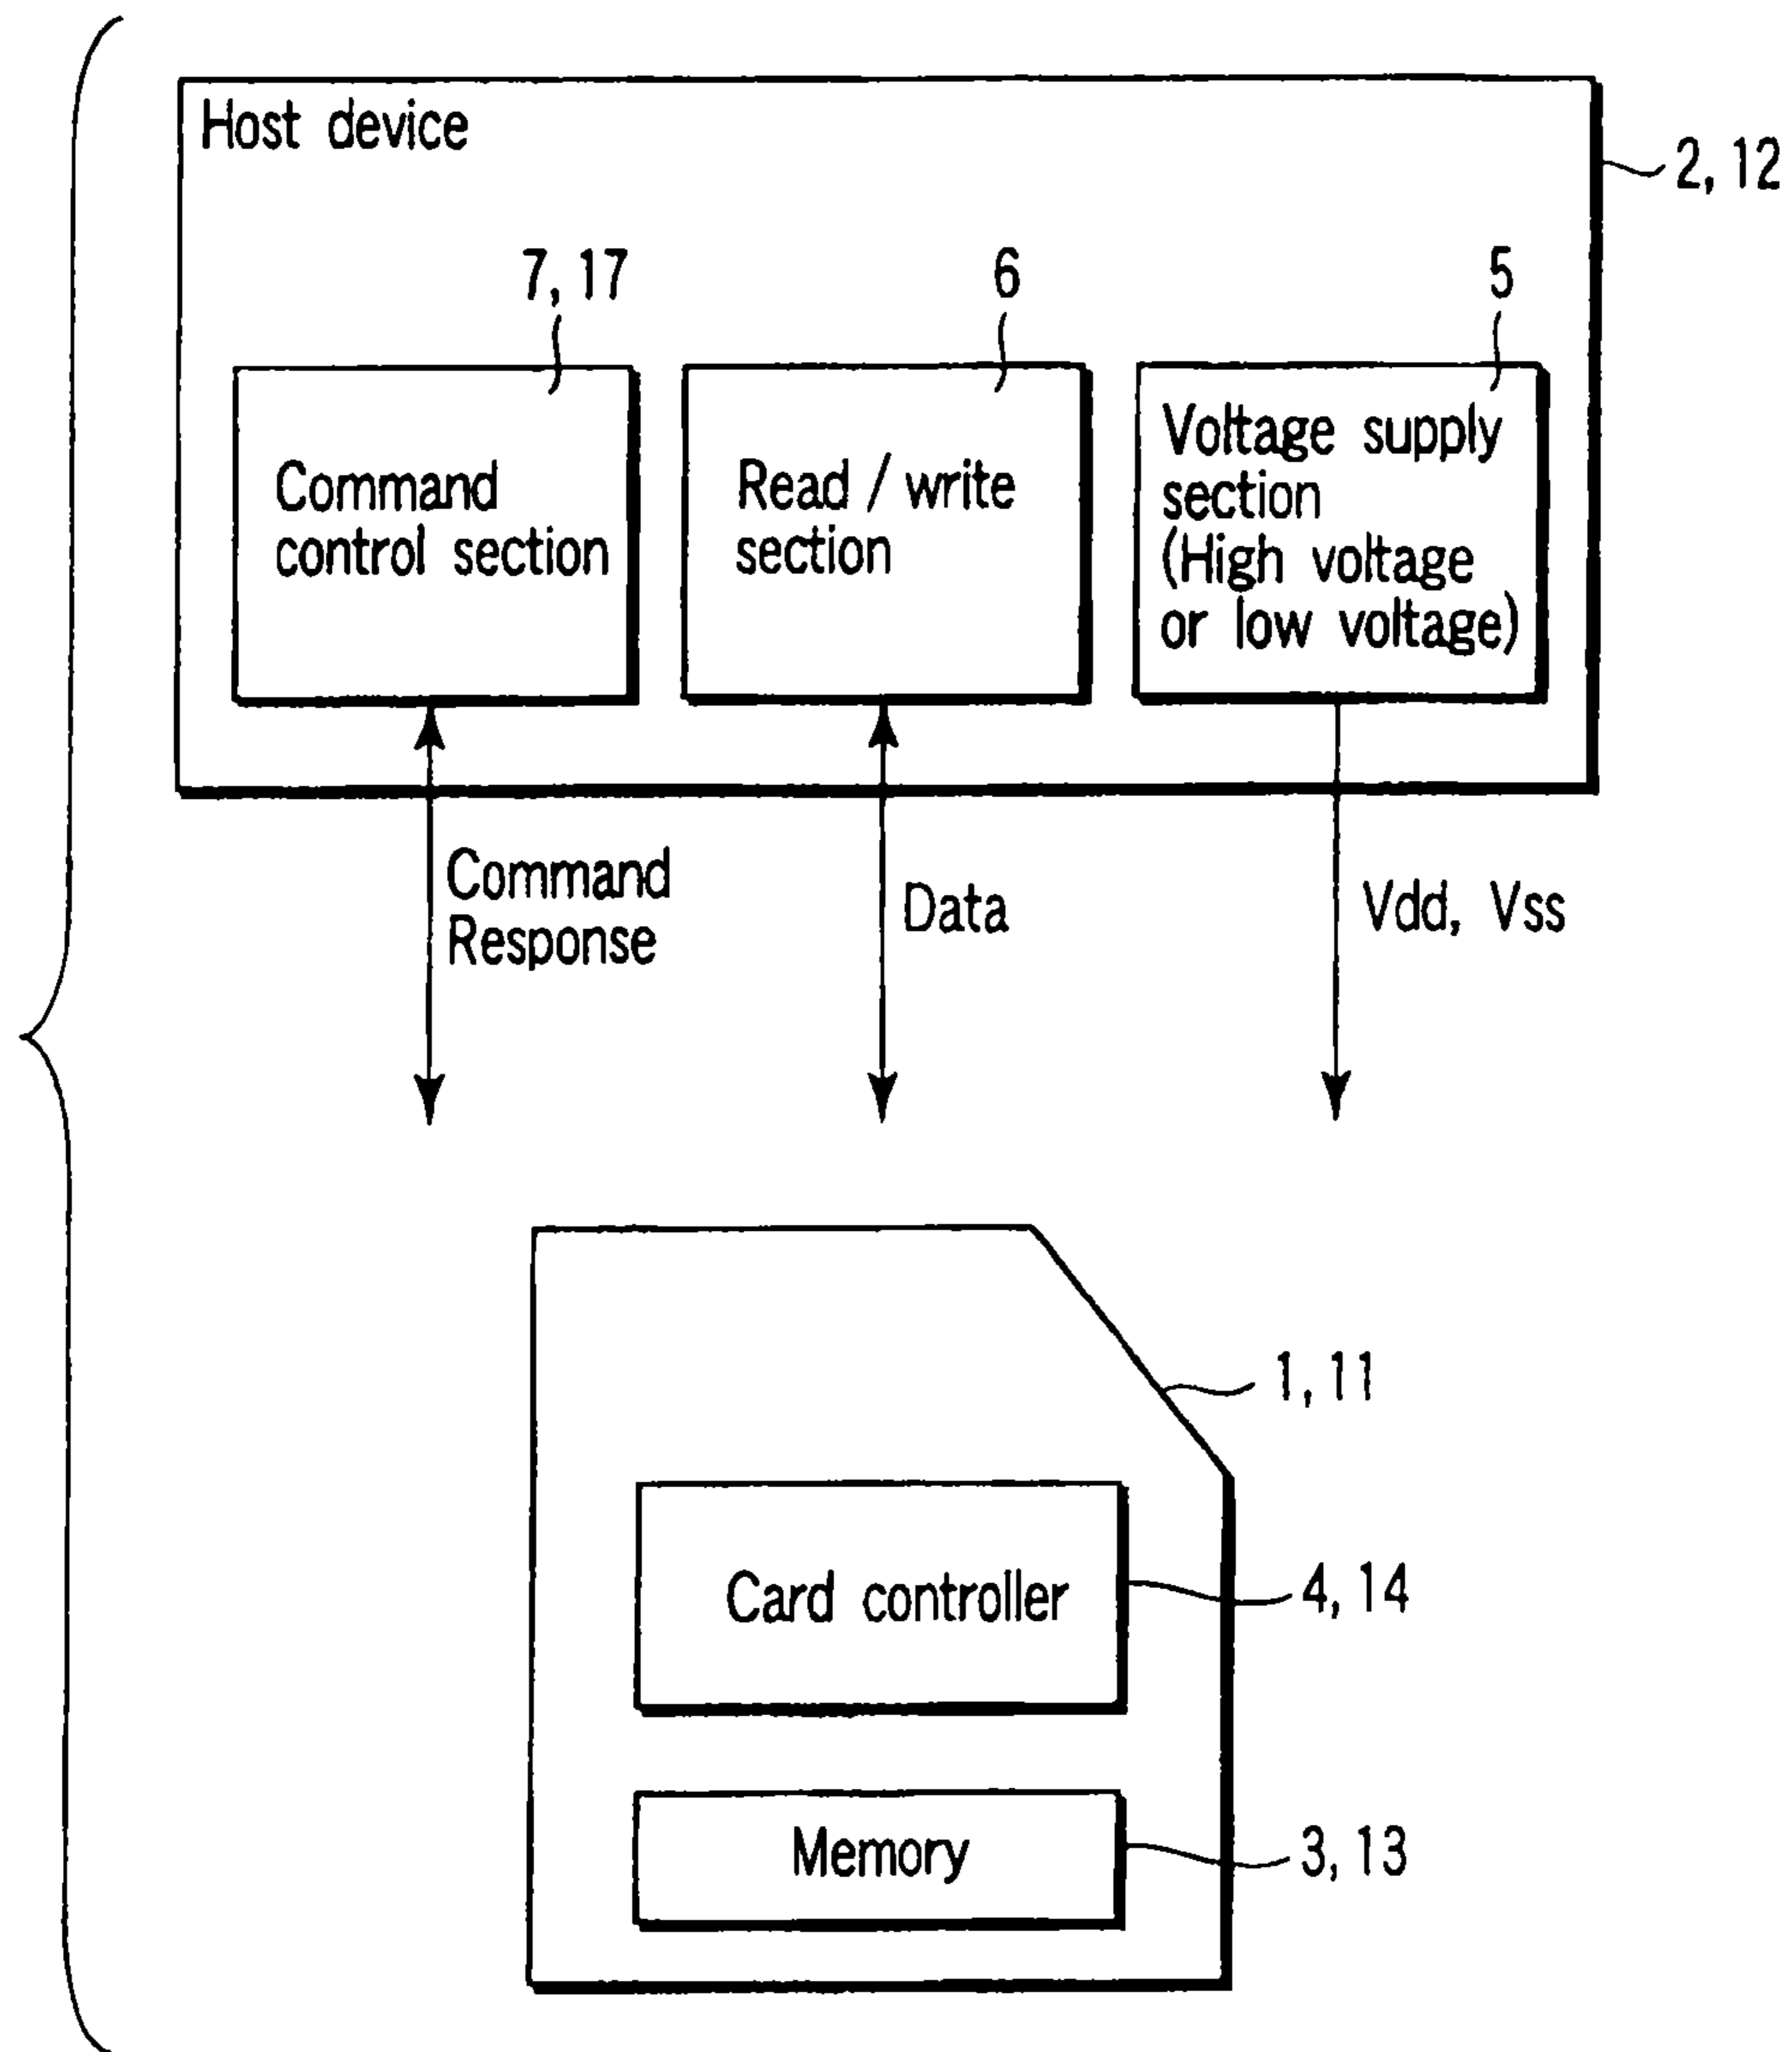 Host device
2, 12
7, 17
6
5
Command
control section
Read / write
section
Voltage supply
section
(High voltage
or low voltage)
Command
Response
Data
Vdd, Vss
1, 11
Card controller
4, 14
Memory
3, 13